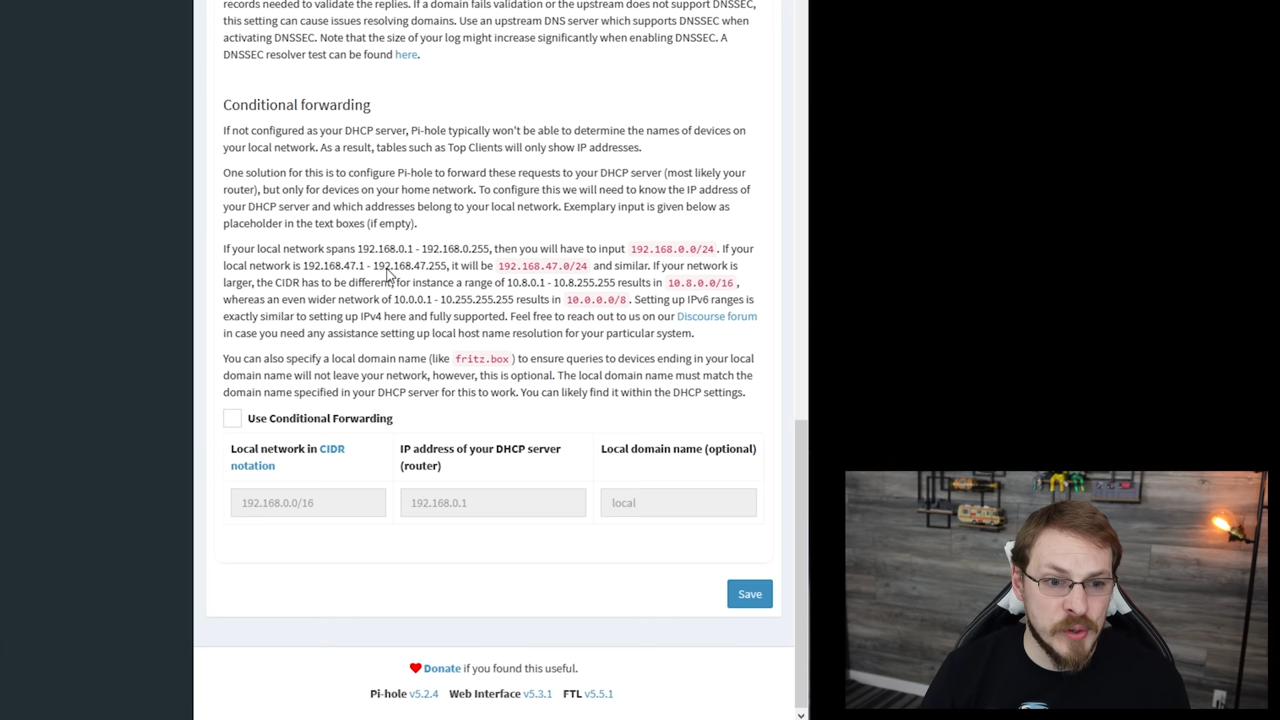 records needed to validate the replies. If a domain fails validation or the upstream does not support DNSSEC,
this setting can cause issues resolving domains. Use an upstream DNS server which supports DNSSEC when
activating DNSSEC. Note that the size of your log might increase significantly when enabling DNSSEC. A
DNSSEC resolver test can be found here.
Conditional forwarding
If not configured as your DHCP server, Pi-hole typically won't be able to determine the names of devices on
your local network. As a result, tables such as Top Clients will only show IP addresses.
One solution for this is to configure Pi-hole to forward these requests to your DHCP server (most likely your
router), but only for devices on your home network. To configure this we will need to know the IP address of
your DHCP server and which addresses belong to your local network. Exemplary input is given below as
placeholder in the text boxes (if empty).
If your local network spans 192.168.0.1 - 192.168.0.255, then you will have to input 192.168.0.0/24. If your
local network is 192.168.47.1 - 192.168.47.255, it will be 192.168.47.0/24 and similar. If your network is
larger, the CIDR has to be different, for instance a range of 10.8.0.1 - 10.8.255.255 results in 10.8.0.0/16,
whereas an even wider network of 10.0.0.1 - 10.255.255.255 results in 10.0.0.0/8. Setting up IPv6 ranges is
exactly similar to setting up IPv4 here and fully supported. Feel free to reach out to us on our Discourse forum
in case you need any assistance setting up local host name resolution for your particular system.
You can also specify a local domain name (like fritz.box) to ensure queries to devices ending in your local
domain name will not leave your network, however, this is optional. The local domain name must match the
domain name specified in your DHCP server for this to work. You can likely find it within the DHCP settings.
Use Conditional Forwarding
Local network in CIDR
notation
IP address of your DHCP server
(router)
Local domain name (optional)
192.168.0.0/16
192.168.0.1
local
Save
Donate if you found this useful.
Pi-hole v5.2.4 Web Interface v5.3.1 FTL v5.5.1